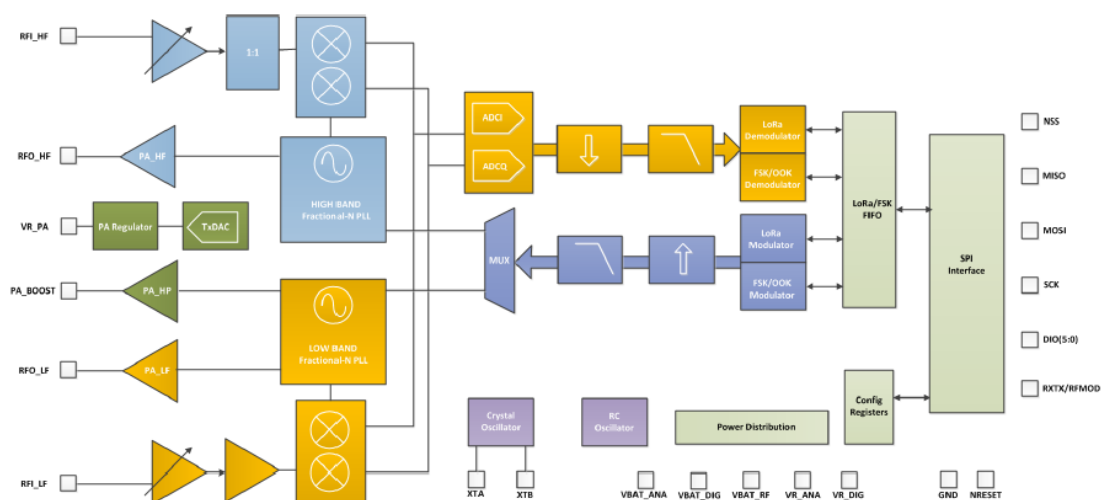 RFI_HF
1:1
RFO_HF
PA_HF
HIGH BAND
Fractional-N PLL
VR_PA
PA Regulator
TxDAC
PA_BOOST
PA_HP
LOW BAND
Fractional-N PLL
RFO_LF
PA_LF
RFI_LF
ADCI
ADCQ
MUX
LoRa
Demodulator
FSK/OOK
Demodulator
LoRa
Modulator
FSK/OOK
Modulator
LoRa/FSK
FIFO
SPI
Interface
NSS
MISO
MOSI
SCK
DIO(5:0)
RXTX/RFMOD
Crystal
Oscillator
RC
Oscillator
Power Distribution
Config
Registers
XTA
XTB
VBAT_ANA
VBAT_DIG
VBAT_RF
VR_ANA
VR_DIG
GND
NRESET